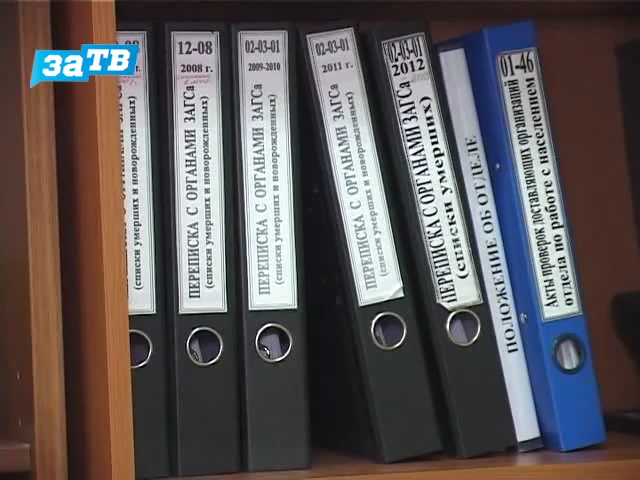 заТВ
12-08
2008 г.
ПЕРЕПИСКА С ОРГАНАМИ ЗАГСа
(списки умерших и новорожденных)
02-03-01
2009-2010
ПЕРЕПИСКА С ОРГАНАМИ ЗАГСа
(списки умерших и новорожденных)
02-03-01
2011 г.
ПЕРЕПИСКА С ОРГАНАМИ ЗАГСа
(списки умерших и новорожденных)
02-03-01
2012
ПЕРЕПИСКА С ОРГАНАМИ ЗАГСа
(списки умерших)
ПОЛОЖЕНИЕ ОБ ОТДЕЛЕ
01-46
Акты проверок доставляющих организаций
отдела по работе с населением